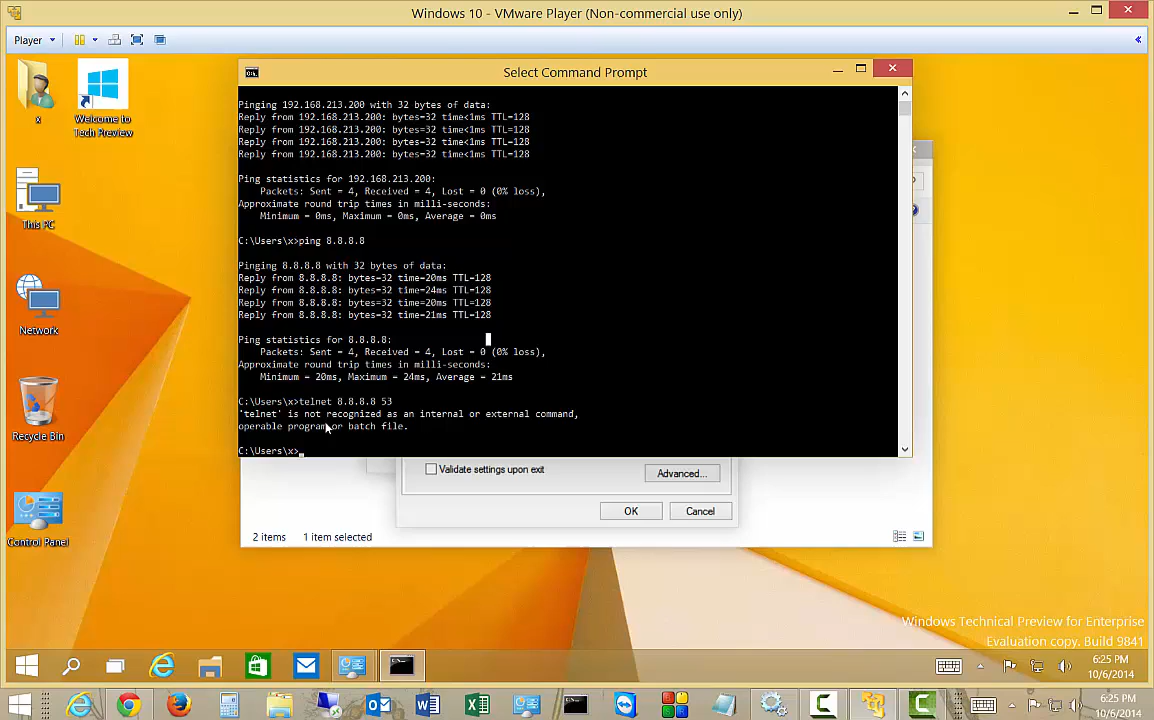 Windows 10 - VMware Player (Non-commercial use only)
Player
x
Welcome to
Tech Preview
This PC
Network
Recycle Bin
Control Panel
Select Command Prompt
Pinging 192.168.213.200 with 32 bytes of data:
Reply from 192.168.213.200: bytes=32 time<1ms TTL=128
Reply from 192.168.213.200: bytes=32 time<1ms TTL=128
Reply from 192.168.213.200: bytes=32 time<1ms TTL=128
Reply from 192.168.213.200: bytes=32 time<1ms TTL=128
Ping statistics for 192.168.213.200:
Packets: Sent = 4, Received = 4, Lost = 0 (0% loss),
Approximate round trip times in milli-seconds:
Minimum = 0ms, Maximum = 0ms, Average = 0ms
C:\Users\x>ping 8.8.8.8
Pinging 8.8.8.8 with 32 bytes of data:
Reply from 8.8.8.8: bytes=32 time=20ms TTL=128
Reply from 8.8.8.8: bytes=32 time=24ms TTL=128
Reply from 8.8.8.8: bytes=32 time=20ms TTL=128
Reply from 8.8.8.8: bytes=32 time=21ms TTL=128
Ping statistics for 8.8.8.8:
Packets: Sent = 4, Received = 4, Lost = 0 (0% loss),
Approximate round trip times in milli-seconds:
Minimum = 20ms, Maximum = 24ms, Average = 21ms
C:\Users\x>telnet 8.8.8.8 53
'telnet' is not recognized as an internal or external command,
operable program or batch file.
C:\Users\x>_
Validate settings upon exit
Advanced...
OK
Cancel
2 items
1 item selected
Windows Technical Preview for Enterprise
Evaluation copy. Build 9841
6:25 PM
10/6/2014
6:25 PM
10/6/2014